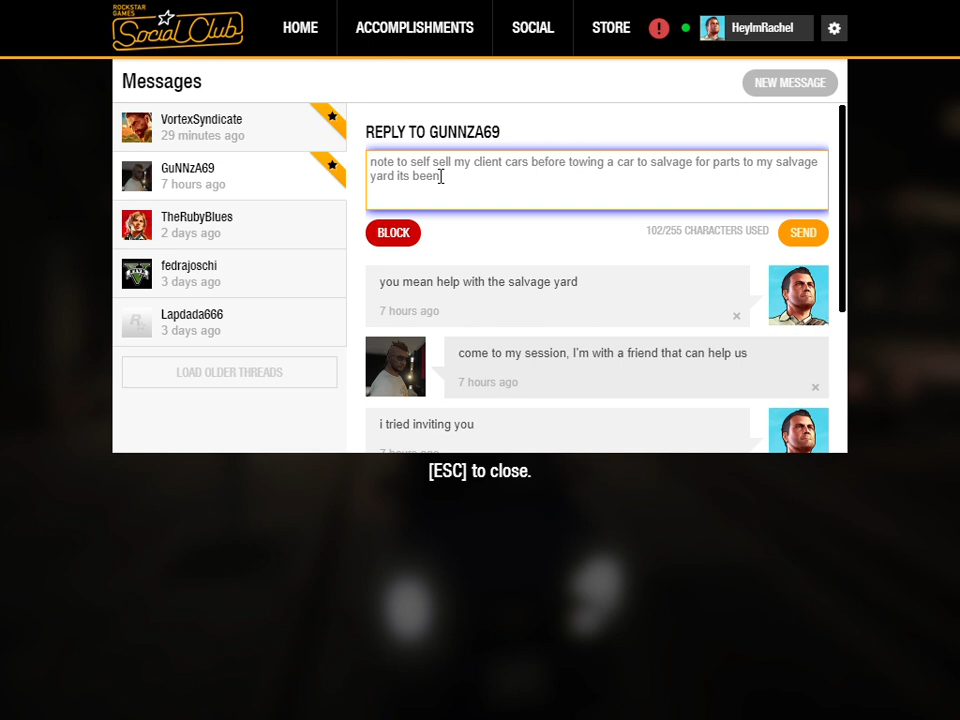 ROCKSTAR
GAMES
Social Club
HOME
ACCOMPLISHMENTS
SOCIAL
STORE
!
HeyImRachel
Messages
NEW MESSAGE
VortexSyndicate
29 minutes ago
GuNNzA69
7 hours ago
TheRubyBlues
2 days ago
fedrajoschi
3 days ago
Lapdada666
3 days ago
LOAD OLDER THREADS
REPLY TO GUNNZA69
note to self sell my client cars before towing a car to salvage for parts to my salvage
yard its been
BLOCK
102/255 CHARACTERS USED
SEND
you mean help with the salvage yard
7 hours ago
come to my session, I'm with a friend that can help us
7 hours ago
i tried inviting you
7 hours ago
[ESC] to close.